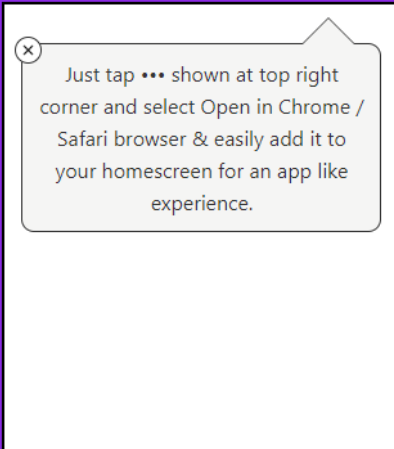 Just tap ••• shown at top right
corner and select Open in Chrome /
Safari browser & easily add it to
your homescreen for an app like
experience.